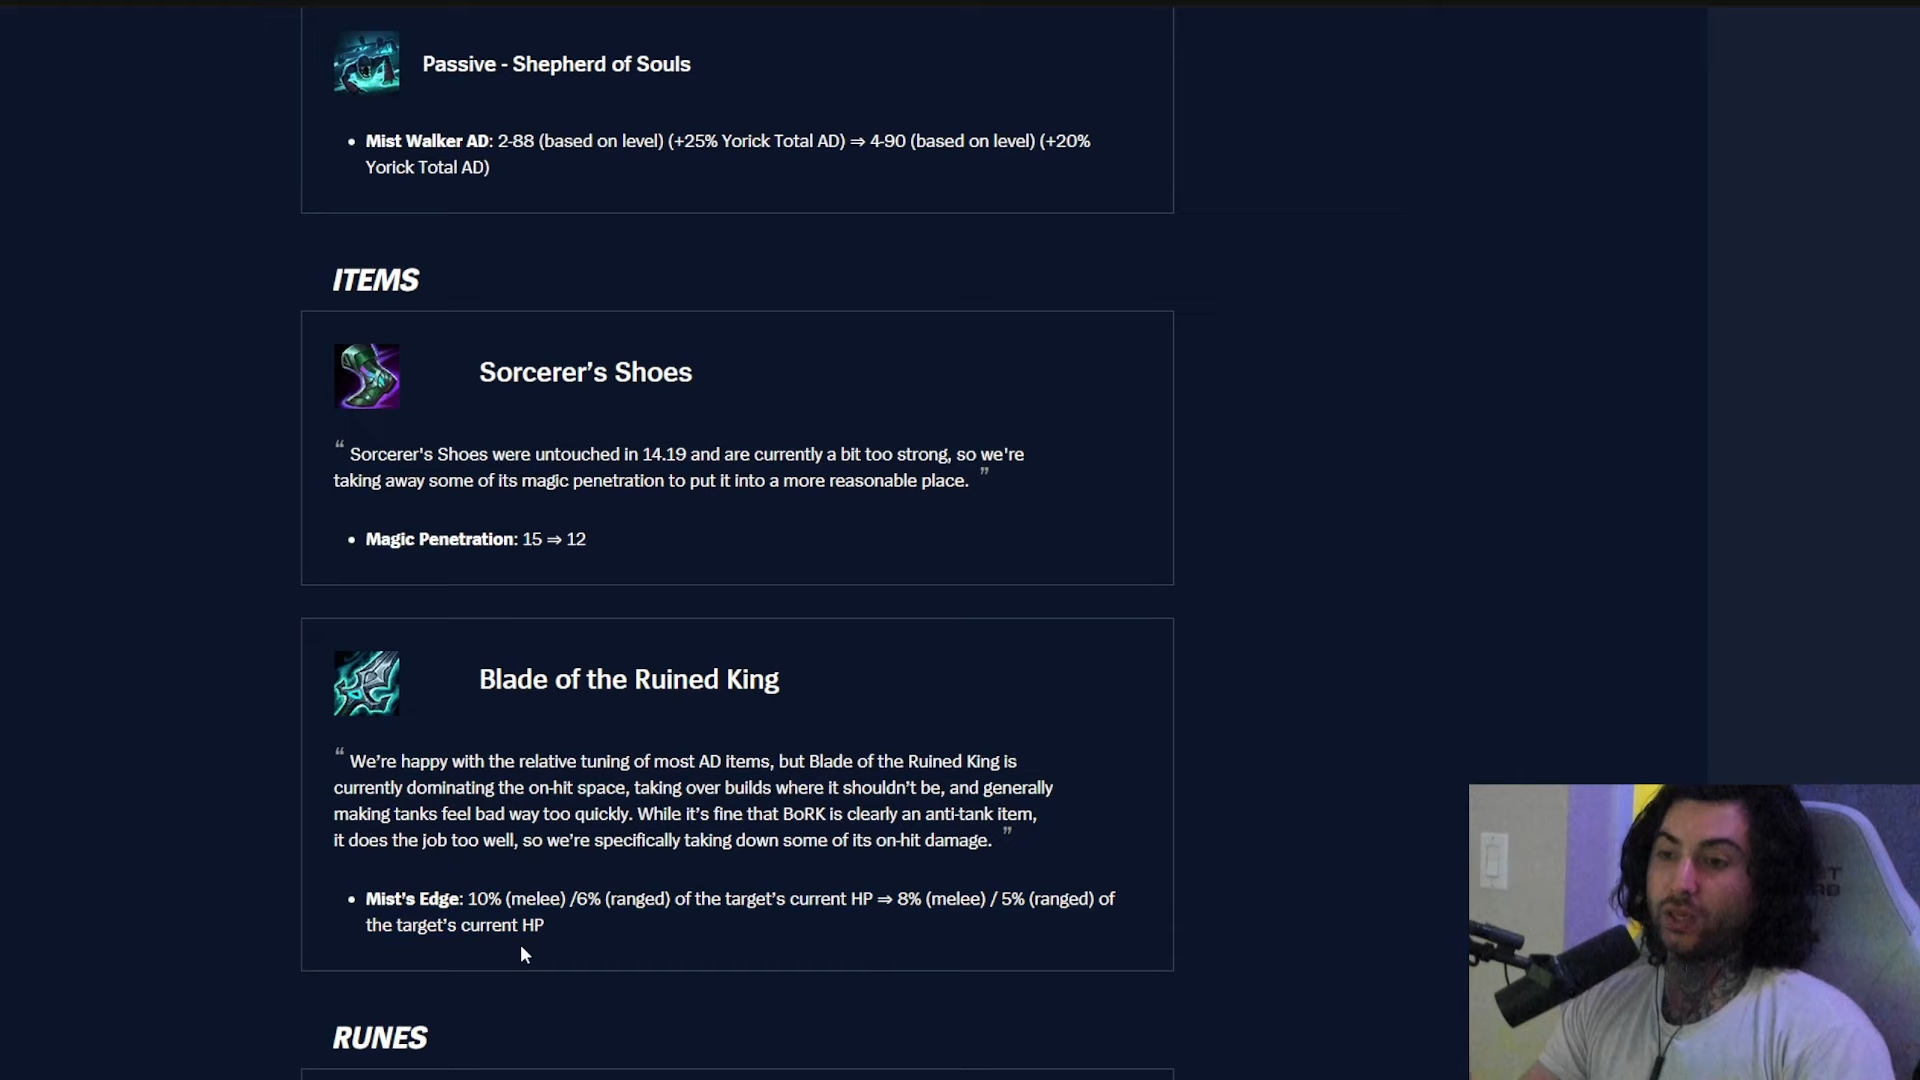 Passive - Shepherd of Souls
• Mist Walker AD: 2-88 (based on level) (+25% Yorick Total AD) ⇒ 4-90 (based on level) (+20%
Yorick Total AD)
ITEMS
Sorcerer’s Shoes
“ Sorcerer's Shoes were untouched in 14.19 and are currently a bit too strong, so we're
taking away some of its magic penetration to put it into a more reasonable place. ”
• Magic Penetration: 15 ⇒ 12
Blade of the Ruined King
“ We’re happy with the relative tuning of most AD items, but Blade of the Ruined King is
currently dominating the on-hit space, taking over builds where it shouldn’t be, and generally
making tanks feel bad way too quickly. While it’s fine that BoRK is clearly an anti-tank item,
it does the job too well, so we’re specifically taking down some of its on-hit damage. ”
• Mist’s Edge: 10% (melee) /6% (ranged) of the target’s current HP ⇒ 8% (melee) / 5% (ranged) of
the target’s current HP
RUNES